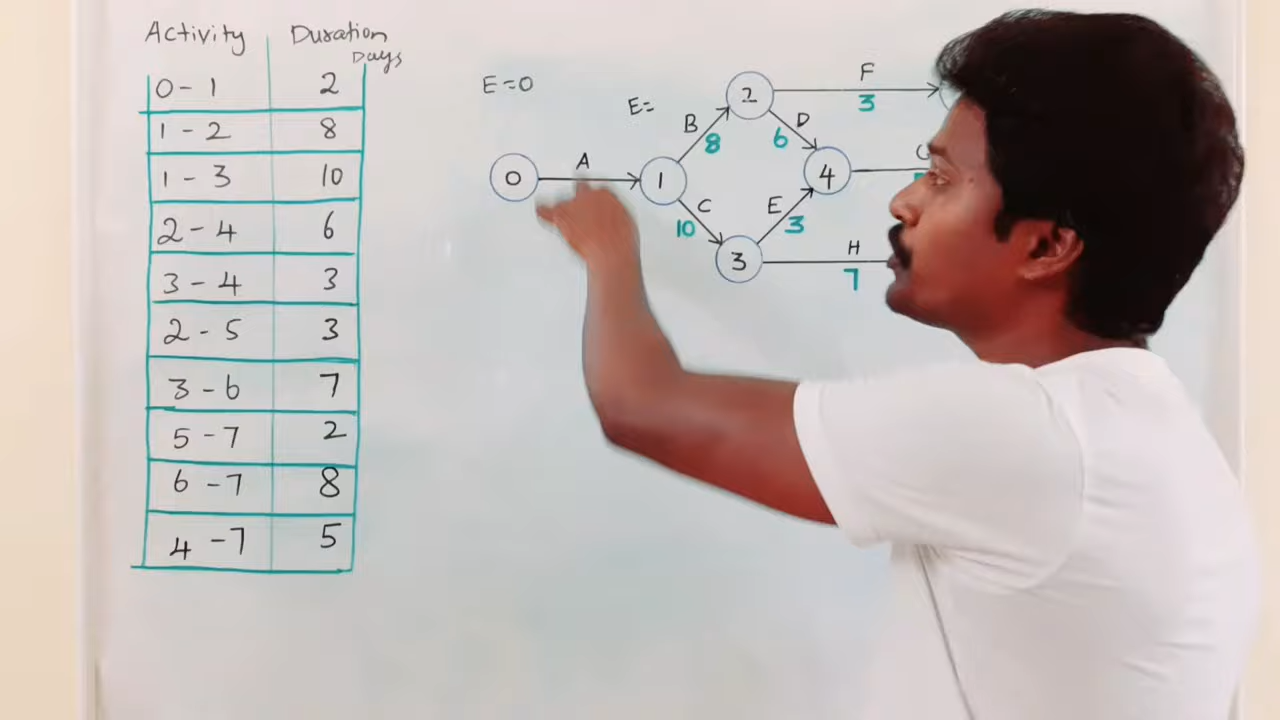 Activity Duration
Days
0 - 1 2
1 - 2 8
1 - 3 10
2 - 4 6
3 - 4 3
2 - 5 3
3 - 6 7
5 - 7 2
6 - 7 8
4 - 7 5
E = 0
E =
0
A
1
B
8
2
F
3
D
6
4
C
10
E
3
3
H
7